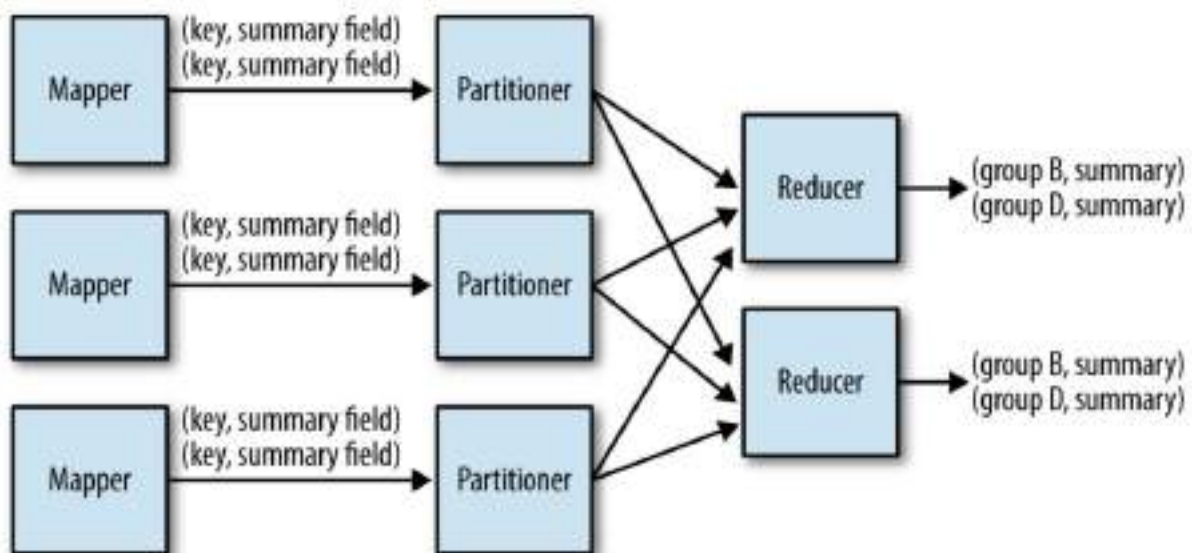 Mapper
(key, summary field)
(key, summary field)
Partitioner
Mapper
(key, summary field)
(key, summary field)
Partitioner
Mapper
(key, summary field)
(key, summary field)
Partitioner
Reducer
(group B, summary)
(group D, summary)
Reducer
(group B, summary)
(group D, summary)